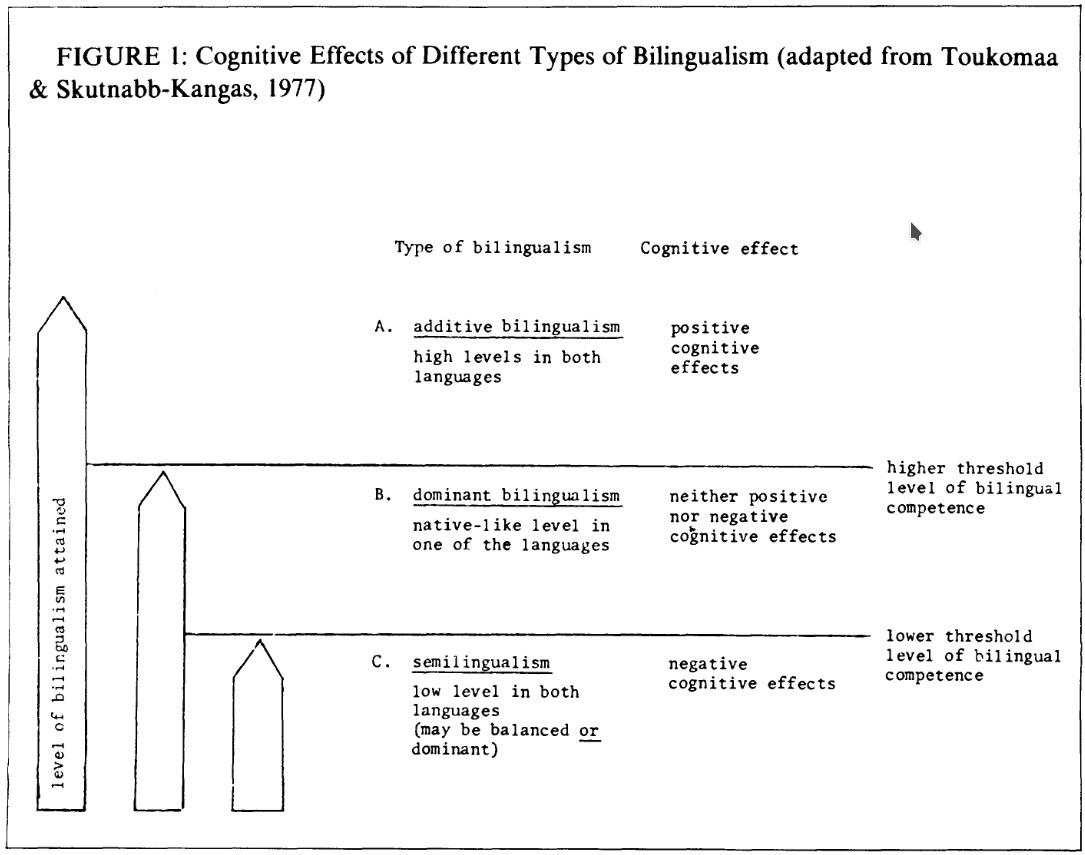 FIGURE 1: Cognitive Effects of Different Types of Bilingualism (adapted from Toukomaa
& Skutnabb-Kangas, 1977)
Type of bilingualism
Cognitive effect
A. additive bilingualism
high levels in both
languages
positive
cognitive
effects
higher threshold
level of bilingual
competence
B. dominant bilingualism
native-like level in
one of the languages
neither positive
nor negative
cognitive effects
lower threshold
level of bilingual
competence
C. semilingualism
low level in both
languages
(may be balanced or
dominant)
negative
cognitive effects
level of bilingualism attained